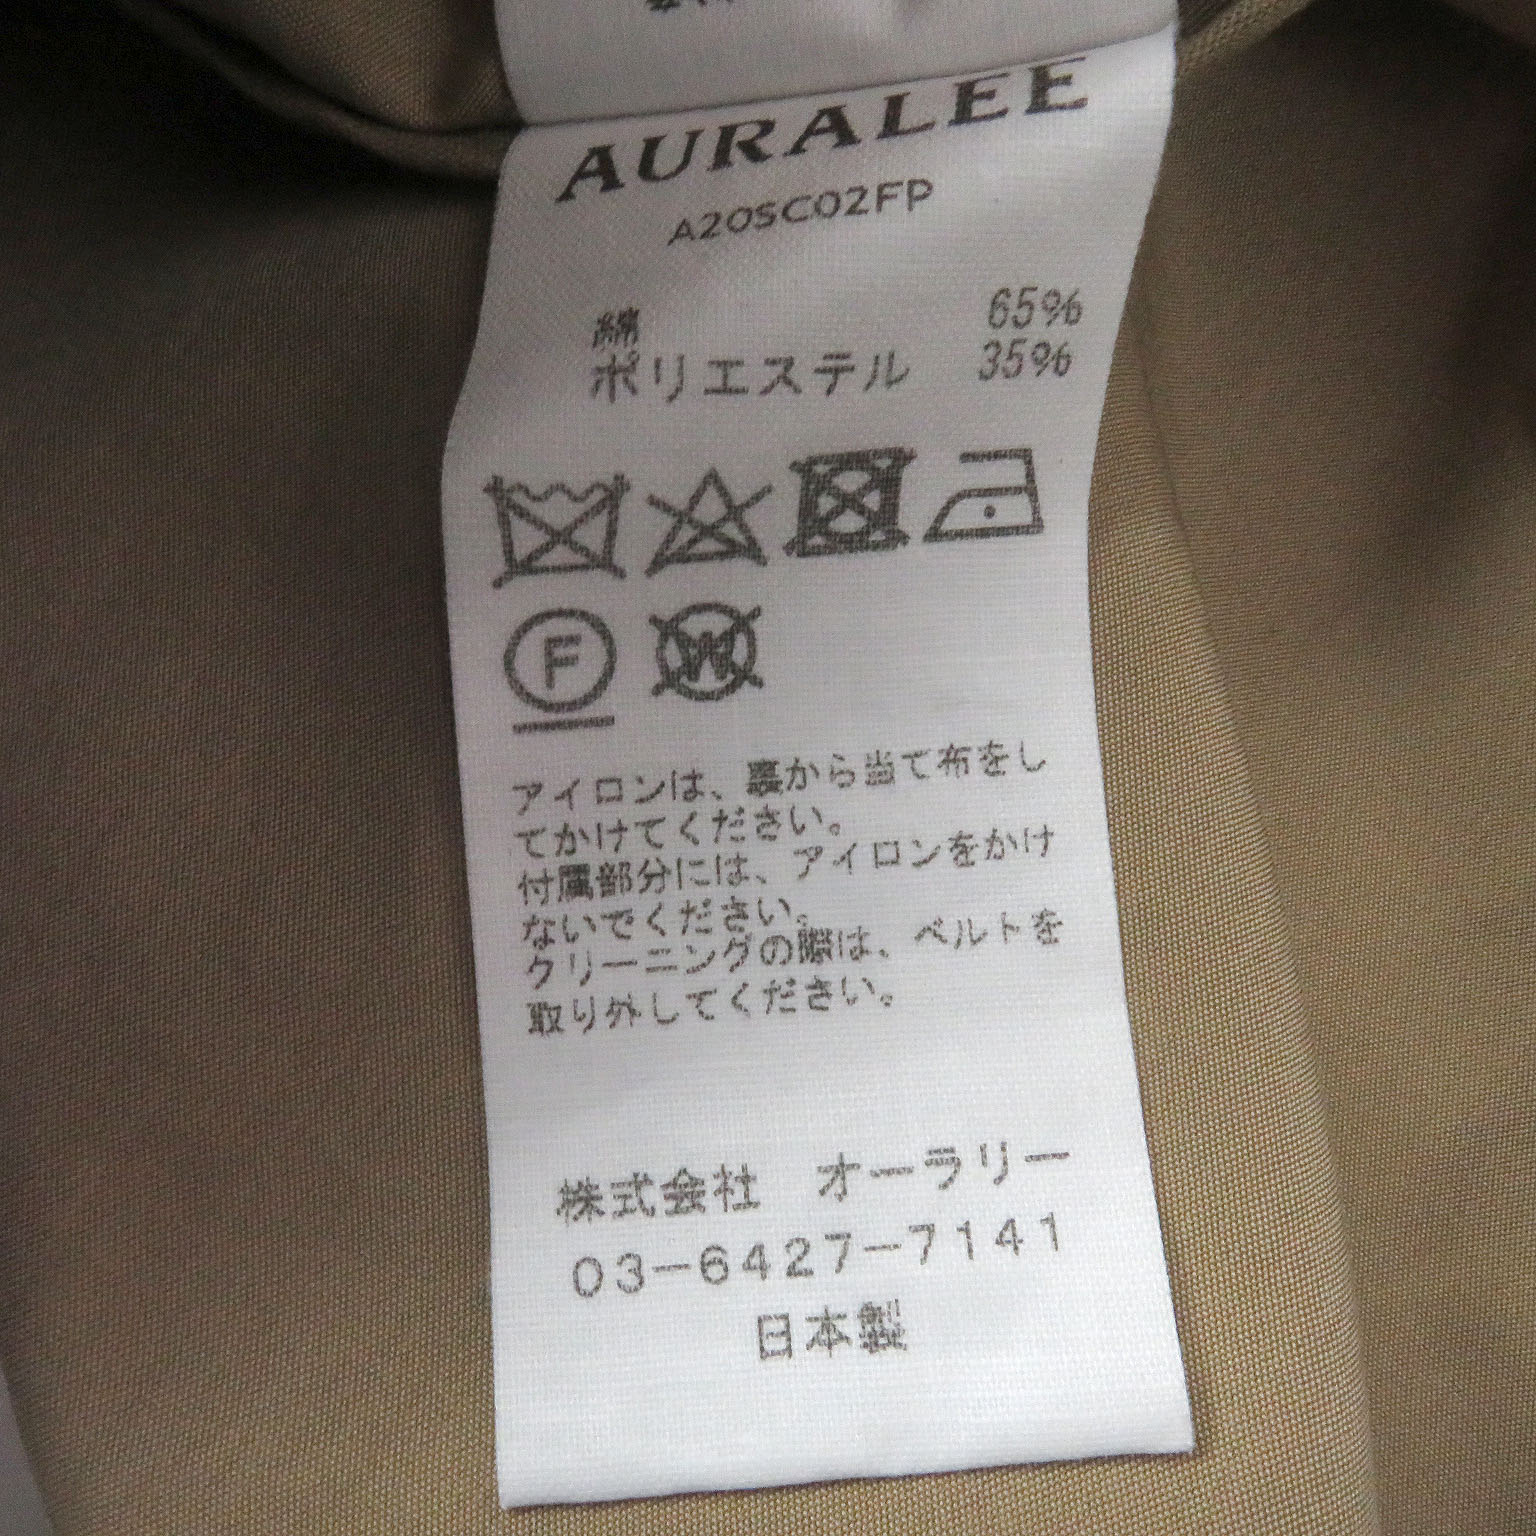 AURALEE
A20SC02FP
綿 65%
ポリエステル 35%
F
W
アイロンは、裏から当て布をし
てかけてください。
付属部分には、アイロンをかけ
ないでください。
クリーニングの際は、ベルトを
取り外してください。
株式会社 オーラリー
03-6427-7141
日本製